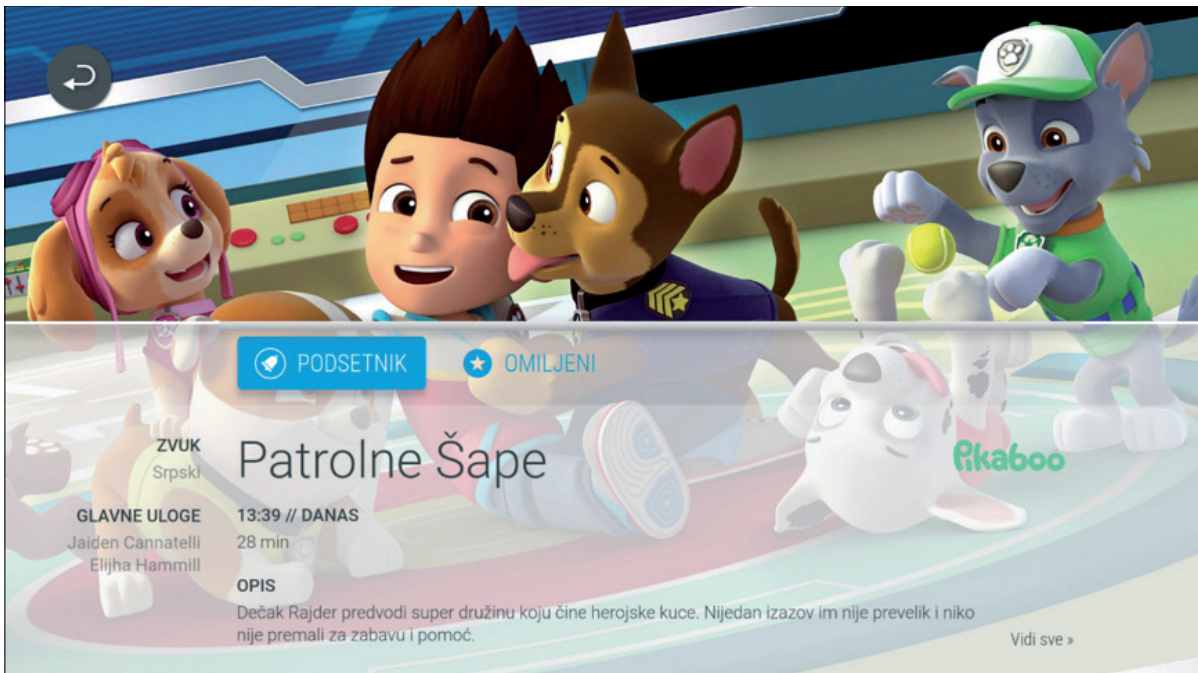 PODSETNIK
OMILJENI
ZVUK
Srpski
Patrolne Šape
Pikaboo
GLAVNE ULOGE
Jaiden Cannatelli
Elijha Hammill
13:39 // DANAS
28 min
OPIS
Dečak Rajder predvodi super družinu koju čine herojske kuce. Nijedan izazov im nije prevelik i niko
nije premali za zabavu i pomoć.
Vidi sve »